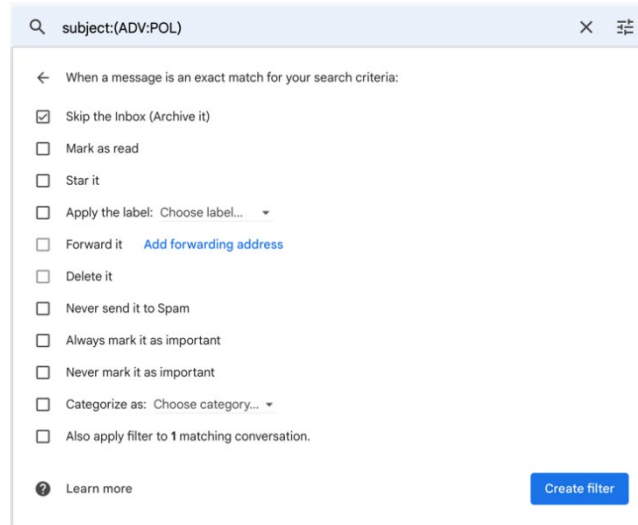 subject:(ADV:POL)
When a message is an exact match for your search criteria:
Skip the Inbox (Archive it)
Mark as read
Star it
Apply the label: Choose label...
Forward it Add forwarding address
Delete it
Never send it to Spam
Always mark it as important
Never mark it as important
Categorize as: Choose category...
Also apply filter to 1 matching conversation.
Learn more Create filter